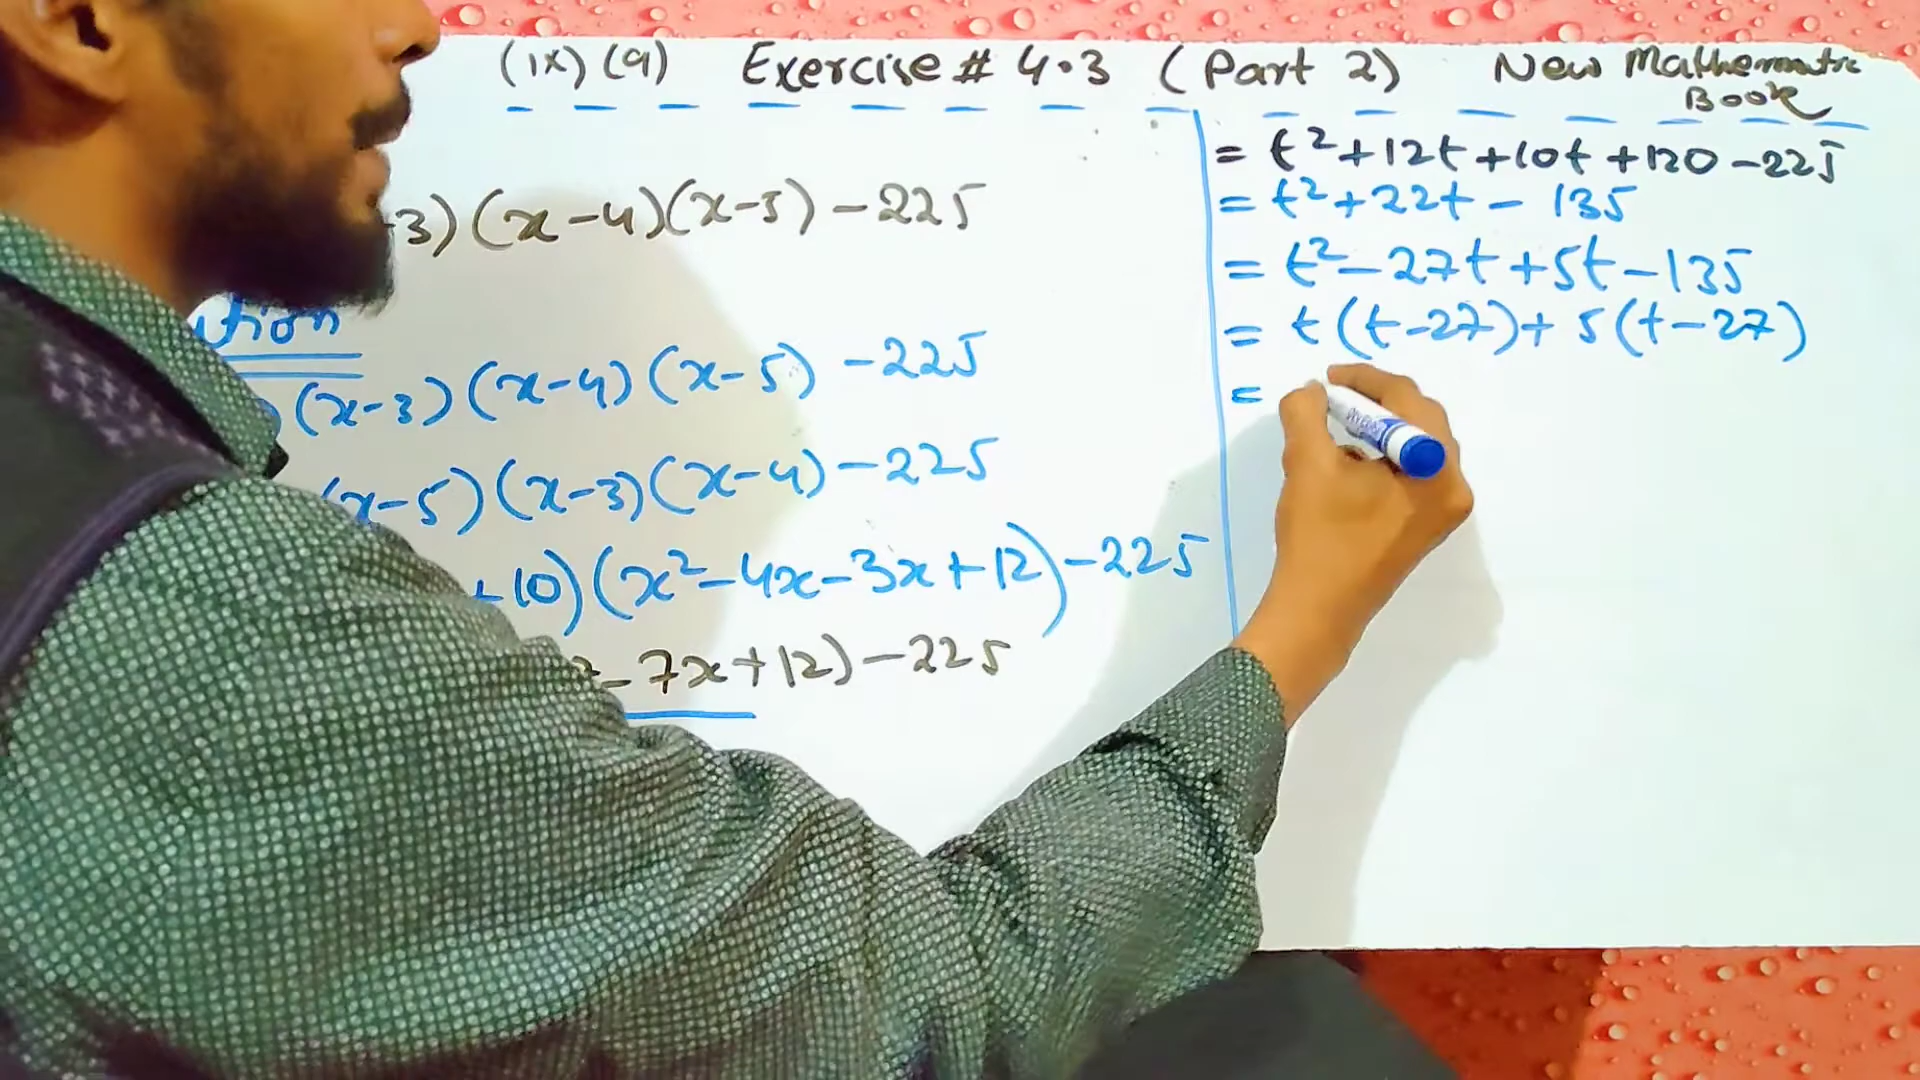 (IX) (9) Exercise # 4.3 (Part 2) New Mathematic
Book
-3) (x-4)(x-5) -225
ution
(x-3) (x-4) (x-5) -225
(x-5) (x-3) (x-4) -225
+10) (x²-4x-3x+12) -225
-7x+12) -225
= t²+12t+10t+120-225
= t²+22t- 135
= t²-27t+5t-135
= t(t-27)+ 5(t-27)
=